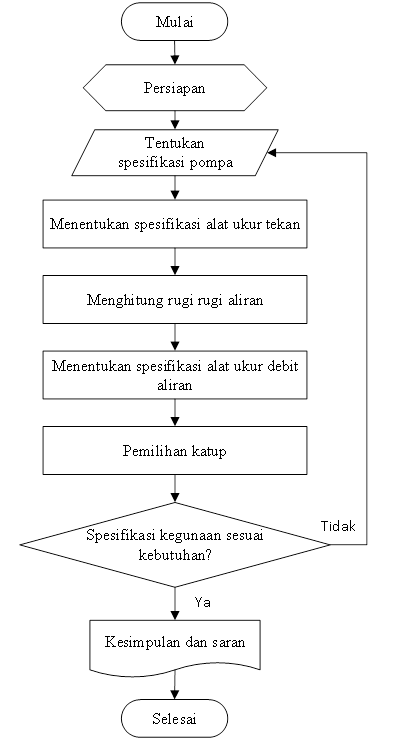 Mulai
Persiapan
Tentukan
spesifikasi pompa
Menentukan spesifikasi alat ukur tekan
Menghitung rugi rugi aliran
Menentukan spesifikasi alat ukur debit
aliran
Pemilihan katup
Spesifikasi kegunaan sesuai
kebutuhan?
Tidak
Ya
Kesimpulan dan saran
Selesai